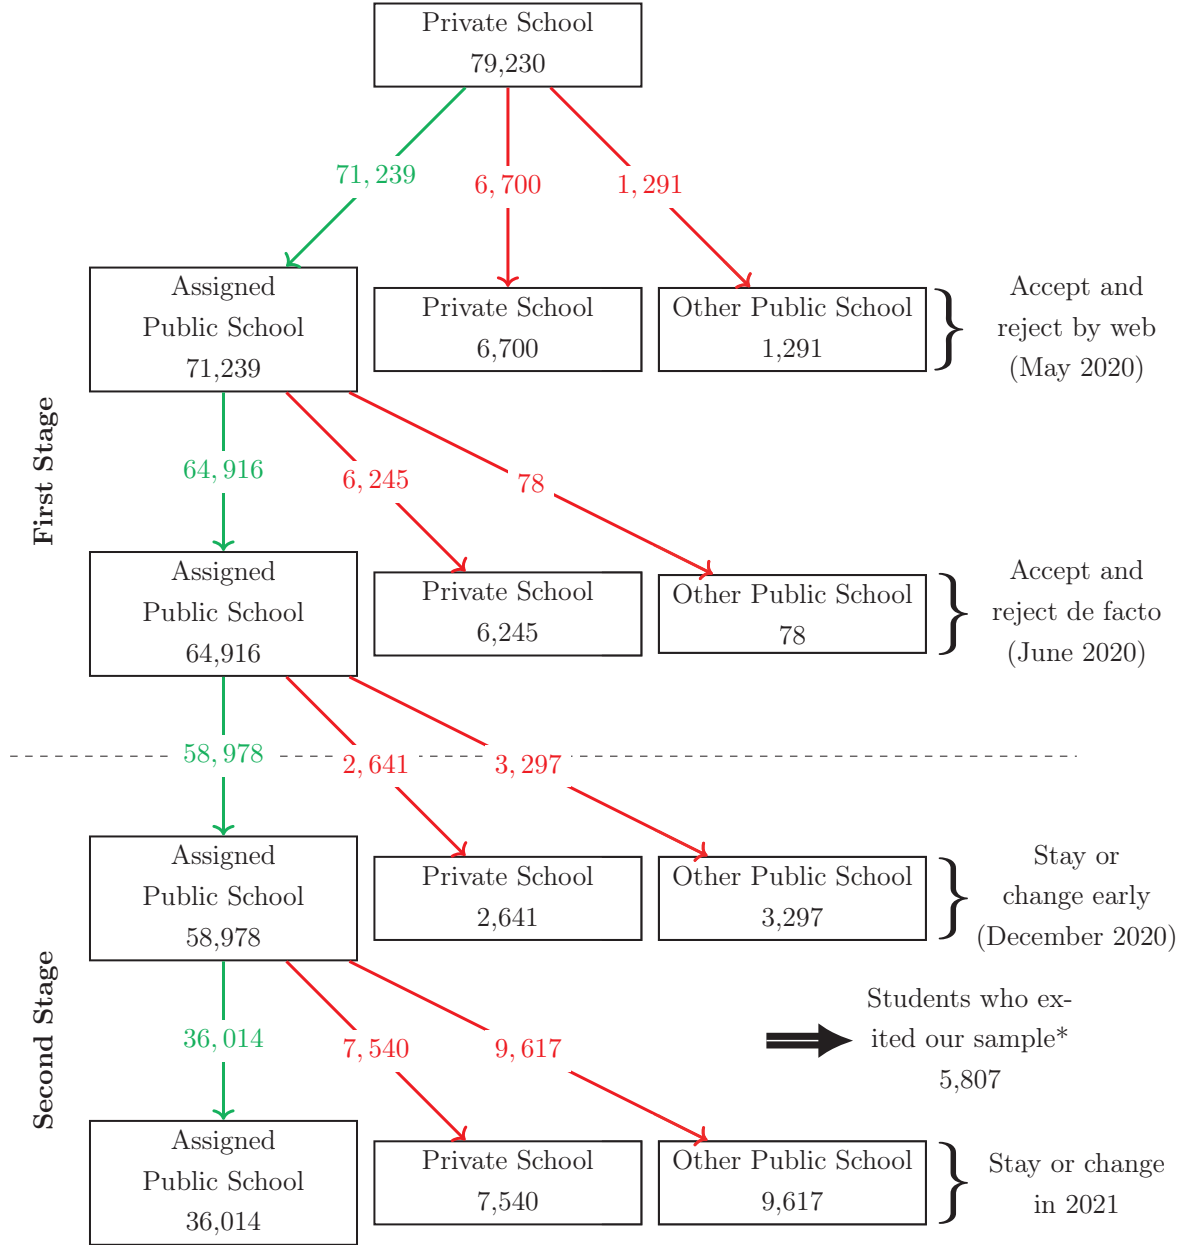 Private School
79,230
71, 239
6, 700
1, 291
Assigned
Public School
71,239
Private School
6,700
Other Public School
1,291
Accept and
reject by web
(May 2020)
First Stage
64, 916
6, 245
78
Assigned
Public School
64,916
Private School
6,245
Other Public School
78
Accept and
reject de facto
(June 2020)
58, 978
2, 641
3, 297
Assigned
Public School
58,978
Private School
2,641
Other Public School
3,297
Stay or
change early
(December 2020)
Second Stage
36, 014
7, 540
9, 617
Students who ex-
ited our sample*
5,807
Assigned
Public School
36,014
Private School
7,540
Other Public School
9,617
Stay or change
in 2021